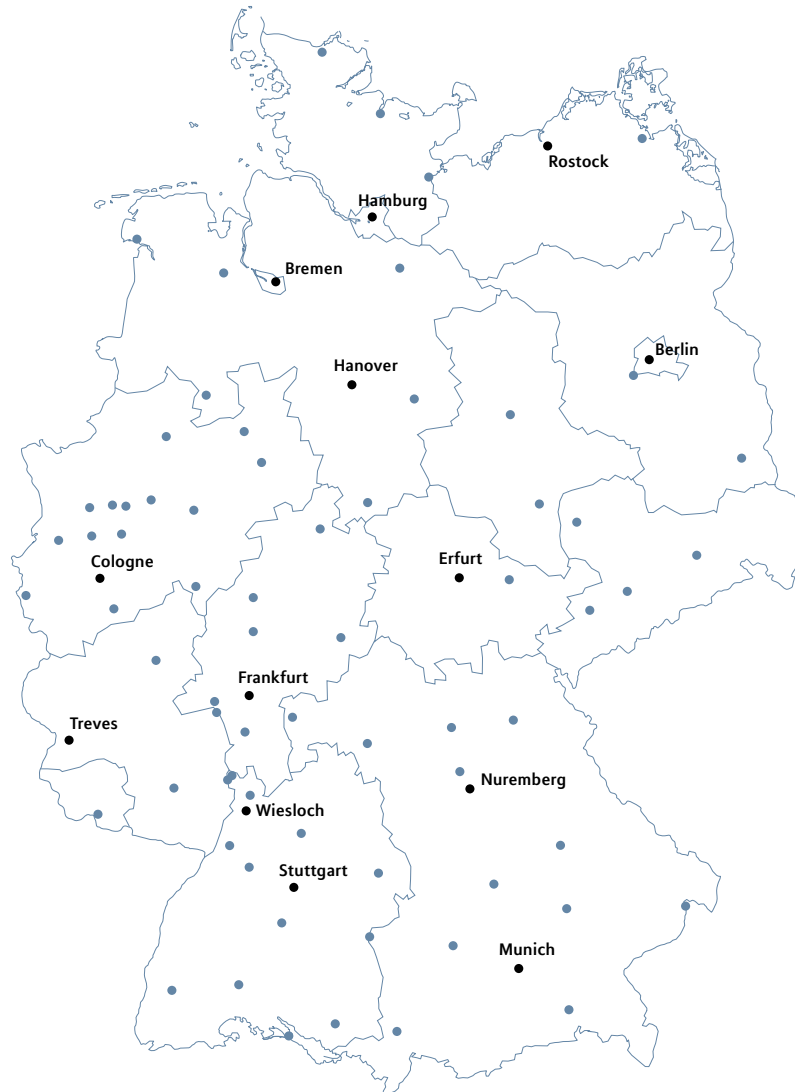 Rostock
Hamburg
Bremen
Berlin
Hanover
Cologne
Erfurt
Frankfurt
Treves
Nuremberg
Wiesloch
Stuttgart
Munich